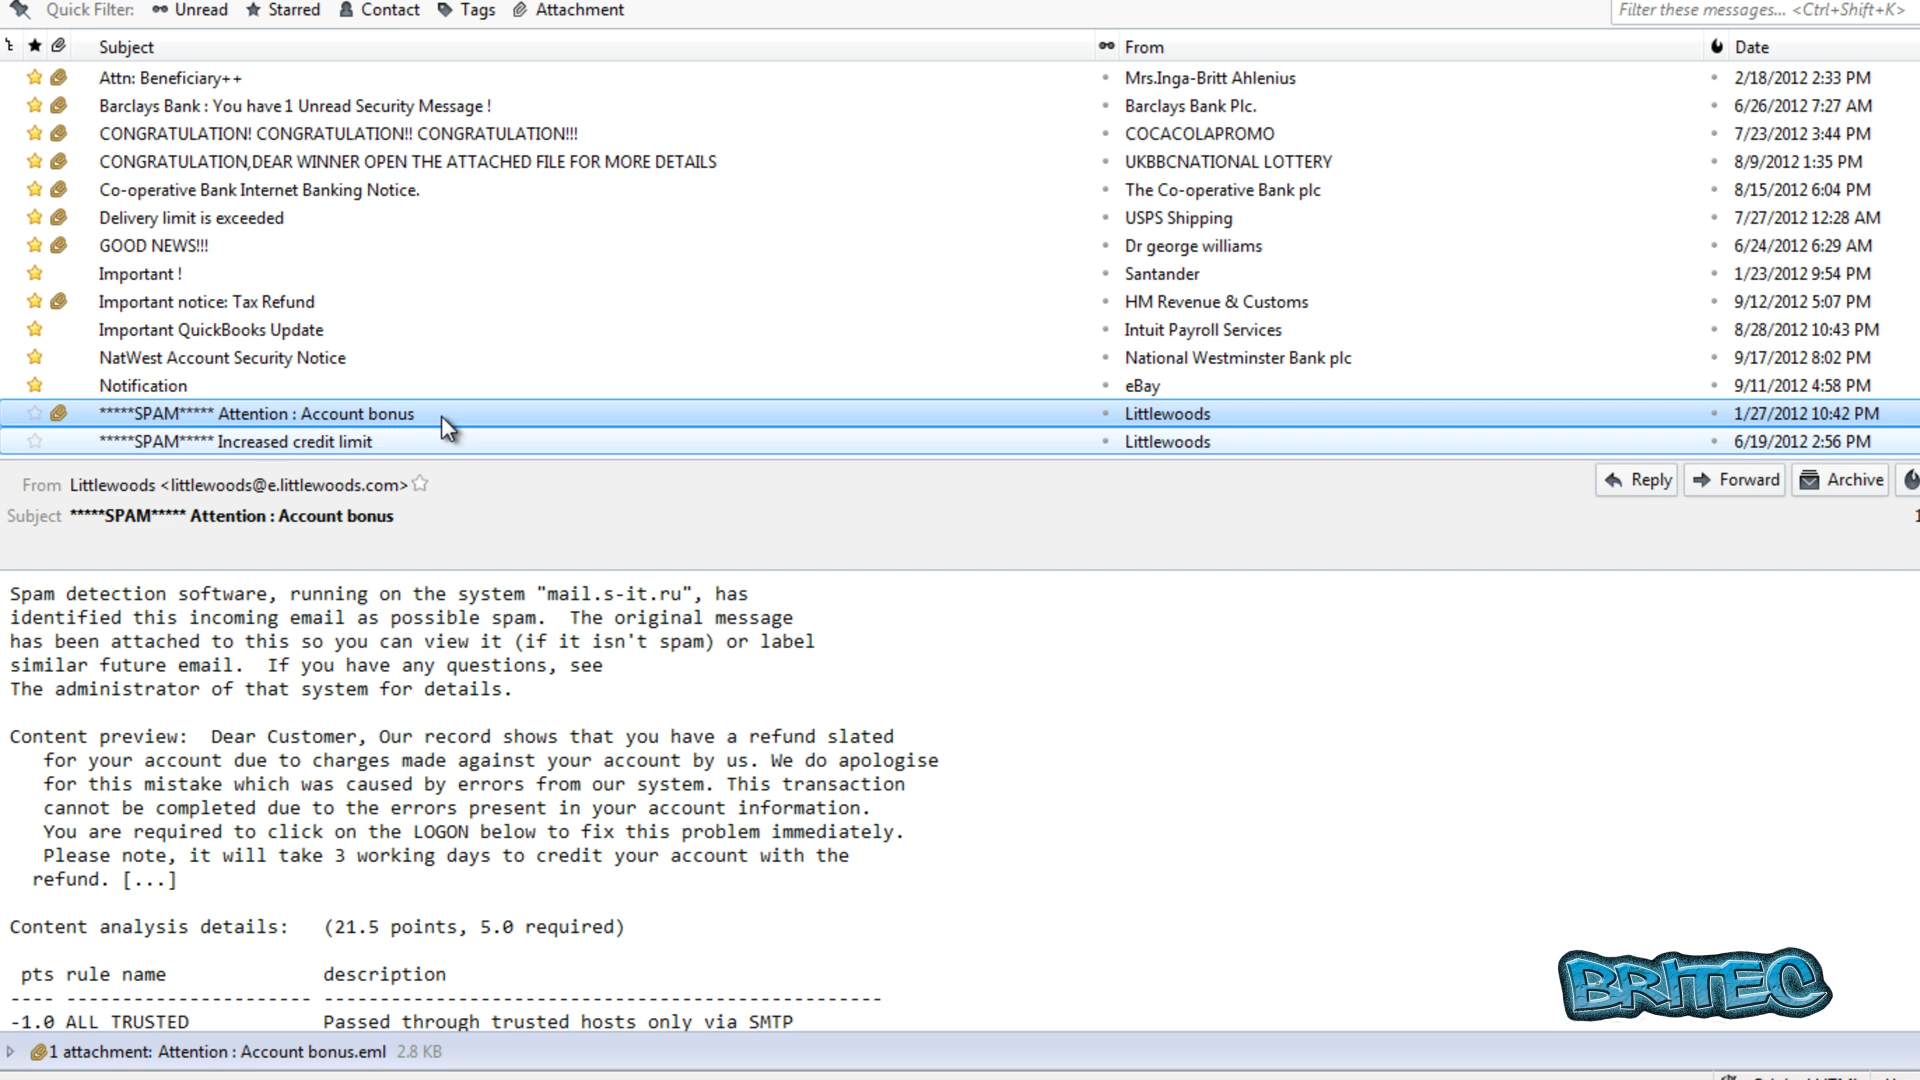 Quick Filter: Unread Starred Contact Tags Attachment Filter these messages... <Ctrl+Shift+K>
Subject From Date
Attn: Beneficiary++ Mrs.Inga-Britt Ahlenius 2/18/2012 2:33 PM
Barclays Bank : You have 1 Unread Security Message ! Barclays Bank Plc. 6/26/2012 7:27 AM
CONGRATULATION! CONGRATULATION!! CONGRATULATION!!! COCACOLAPROMO 7/23/2012 3:44 PM
CONGRATULATION,DEAR WINNER OPEN THE ATTACHED FILE FOR MORE DETAILS UKBBCNATIONAL LOTTERY 8/9/2012 1:35 PM
Co-operative Bank Internet Banking Notice. The Co-operative Bank plc 8/15/2012 6:04 PM
Delivery limit is exceeded USPS Shipping 7/27/2012 12:28 AM
GOOD NEWS!!! Dr george williams 6/24/2012 6:29 AM
Important ! Santander 1/23/2012 9:54 PM
Important notice: Tax Refund HM Revenue & Customs 9/12/2012 5:07 PM
Important QuickBooks Update Intuit Payroll Services 8/28/2012 10:43 PM
NatWest Account Security Notice National Westminster Bank plc 9/17/2012 8:02 PM
Notification eBay 9/11/2012 4:58 PM
*****SPAM***** Attention : Account bonus Littlewoods 1/27/2012 10:42 PM
*****SPAM***** Increased credit limit Littlewoods 6/19/2012 2:56 PM
From Littlewoods <littlewoods@e.littlewoods.com> Reply Forward Archive
Subject *****SPAM***** Attention : Account bonus
Spam detection software, running on the system "mail.s-it.ru", has
identified this incoming email as possible spam. The original message
has been attached to this so you can view it (if it isn't spam) or label
similar future email. If you have any questions, see
The administrator of that system for details.
Content preview: Dear Customer, Our record shows that you have a refund slated
for your account due to charges made against your account by us. We do apologise
for this mistake which was caused by errors from our system. This transaction
cannot be completed due to the errors present in your account information.
You are required to click on the LOGON below to fix this problem immediately.
Please note, it will take 3 working days to credit your account with the
refund. [...]
Content analysis details: (21.5 points, 5.0 required)
pts rule name description
---- ---------------------- --------------------------------------------------
-1.0 ALL TRUSTED Passed through trusted hosts only via SMTP
BRITEC
1 attachment: Attention : Account bonus.eml 2.8 KB